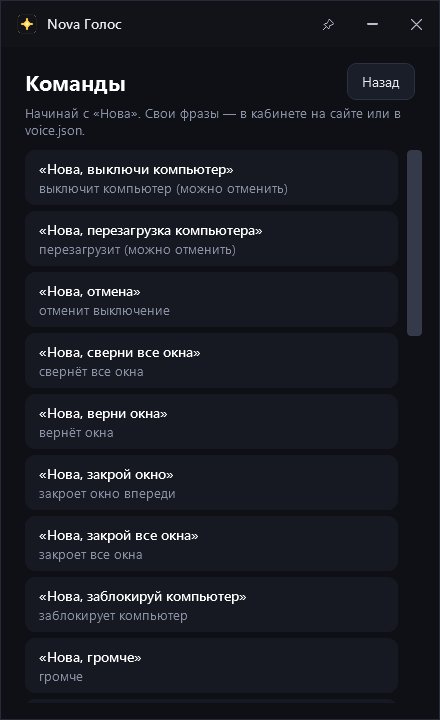 Nova Голос
Команды
Назад
Начинай с «Нова». Свои фразы — в кабинете на сайте или в
voice.json.
«Нова, выключи компьютер»
выключит компьютер (можно отменить)
«Нова, перезагрузка компьютера»
перезагрузит (можно отменить)
«Нова, отмена»
отменит выключение
«Нова, сверни все окна»
свернёт все окна
«Нова, верни окна»
вернёт окна
«Нова, закрой окно»
закроет окно впереди
«Нова, закрой все окна»
закроет все окна
«Нова, заблокируй компьютер»
заблокирует компьютер
«Нова, громче»
громче